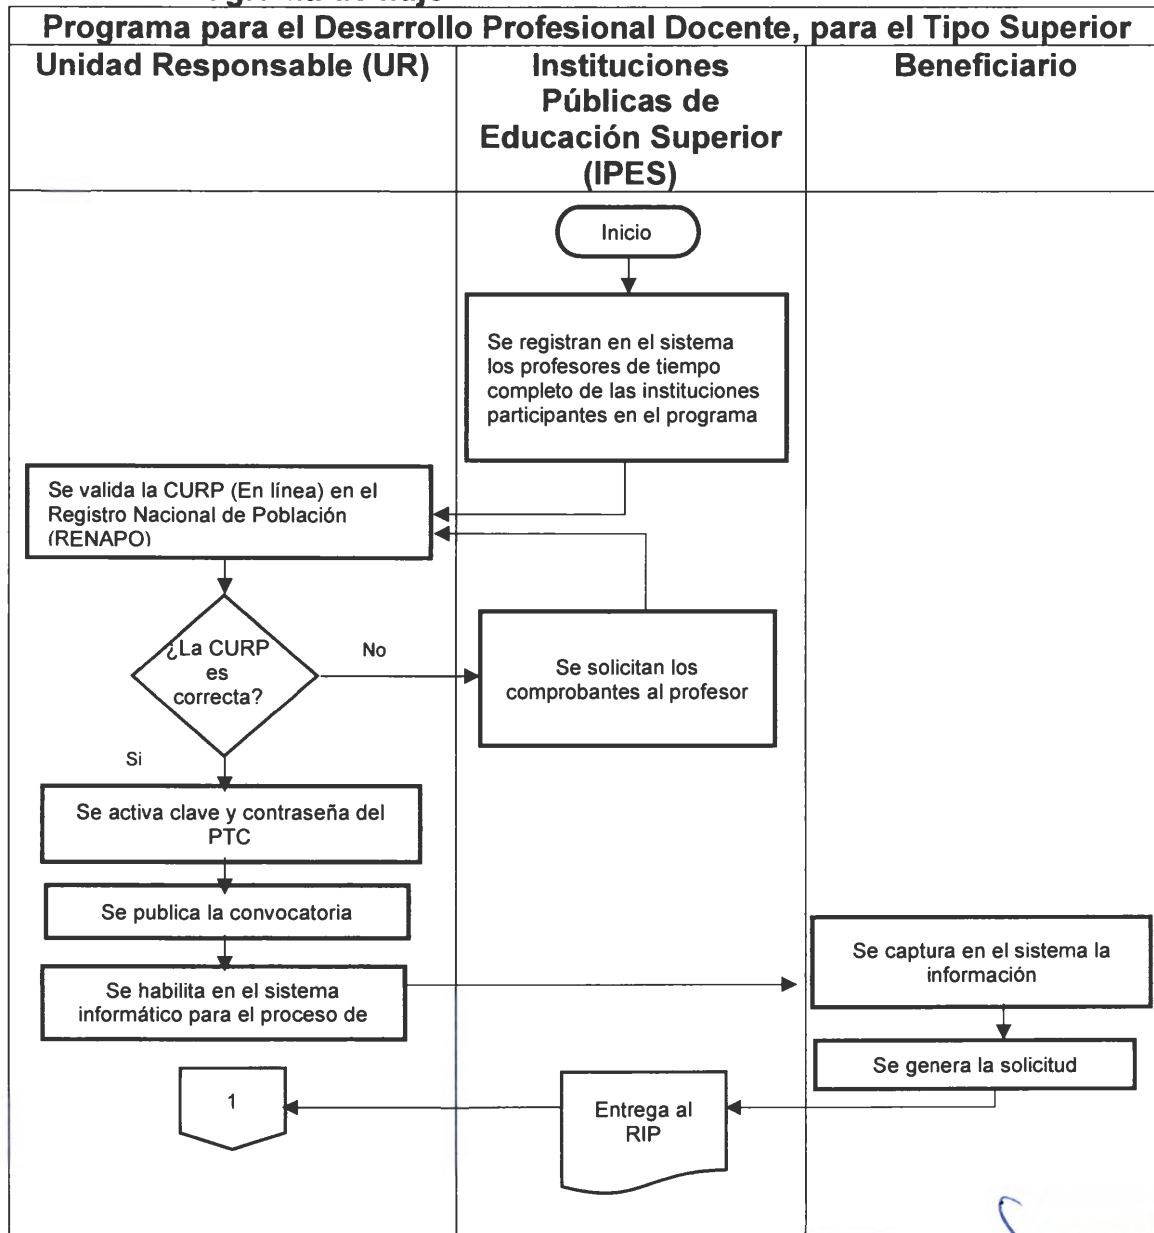 Programa para el Desarrollo Profesional Docente, para el Tipo Superior
Unidad Responsable (UR)
Instituciones
Públicas de
Educación Superior
(IPES)
Beneficiario
Inicio
Se registran en el sistema
los profesores de tiempo
completo de las instituciones
participantes en el programa
Se valida la CURP (En línea) en el
Registro Nacional de Población
(RENAPO)
¿La CURP
es
correcta?
No
Se solicitan los
comprobantes al profesor
Si
Se activa clave y contraseña del
PTC
Se publica la convocatoria
Se habilita en el sistema
informático para el proceso de
Se captura en el sistema la
información
Se genera la solicitud
Entrega al
RIP
1